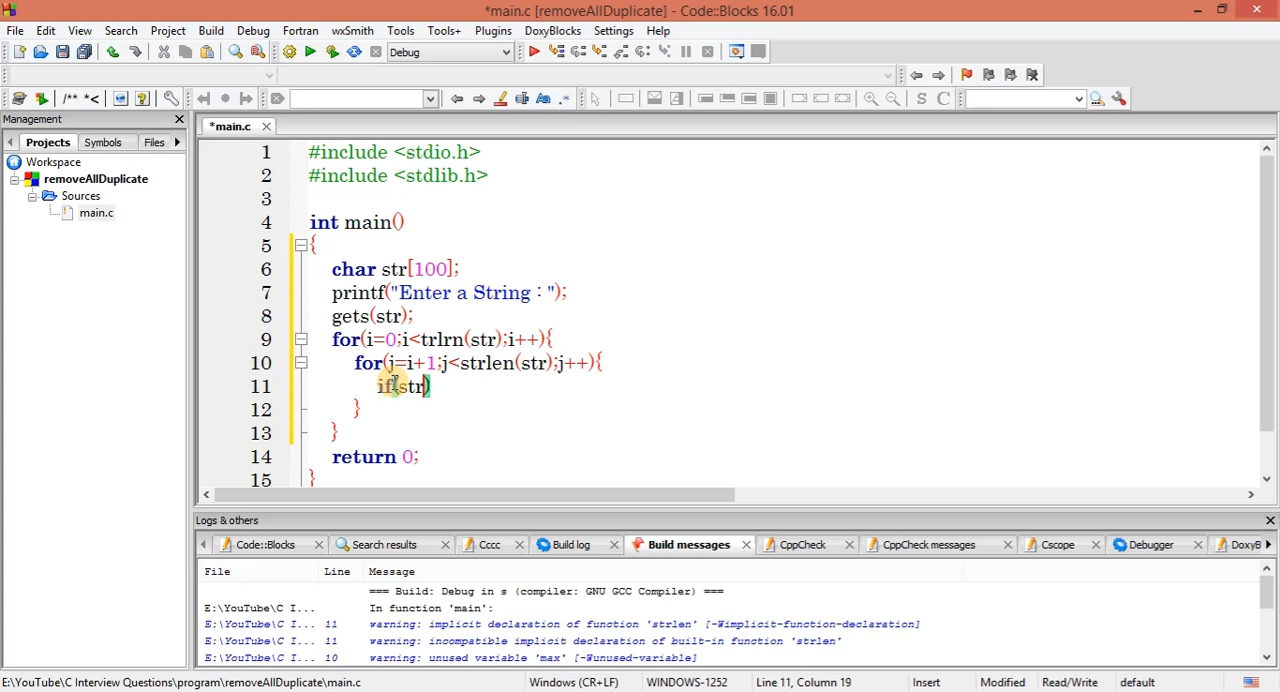 *main.c [removeAllDuplicate] - Code::Blocks 16.01
File Edit View Search Project Build Debug Fortran wxSmith Tools Tools+ Plugins DoxyBlocks Settings Help
Debug
/** *< S C
Management
Projects Symbols Files
*main.c
Workspace
removeAllDuplicate
Sources
main.c
1 #include <stdio.h>
2 #include <stdlib.h>
3
4 int main()
5 {
6 char str[100];
7 printf("Enter a String : ");
8 gets(str);
9 for(i=0;i<trlrn(str);i++){
10 for(j=i+1;j<strlen(str);j++){
11 if(str)
12 }
13 }
14 return 0;
15 }
Logs & others
Code::Blocks Search results Cccc Build log Build messages CppCheck CppCheck messages Cscope Debugger DoxyB
File Line Message
=== Build: Debug in s (compiler: GNU GCC Compiler) ===
E:\YouTube\C I... In function 'main':
E:\YouTube\C I... 11 warning: implicit declaration of function 'strlen' [-Wimplicit-function-declaration]
E:\YouTube\C I... 11 warning: incompatible implicit declaration of built-in function 'strlen'
E:\YouTube\C I... 10 warning: unused variable 'max' [-Wunused-variable]
E:\YouTube\C Interview Questions\program\removeAllDuplicate\main.c Windows (CR+LF) WINDOWS-1252 Line 11, Column 19 Insert Modified Read/Write default